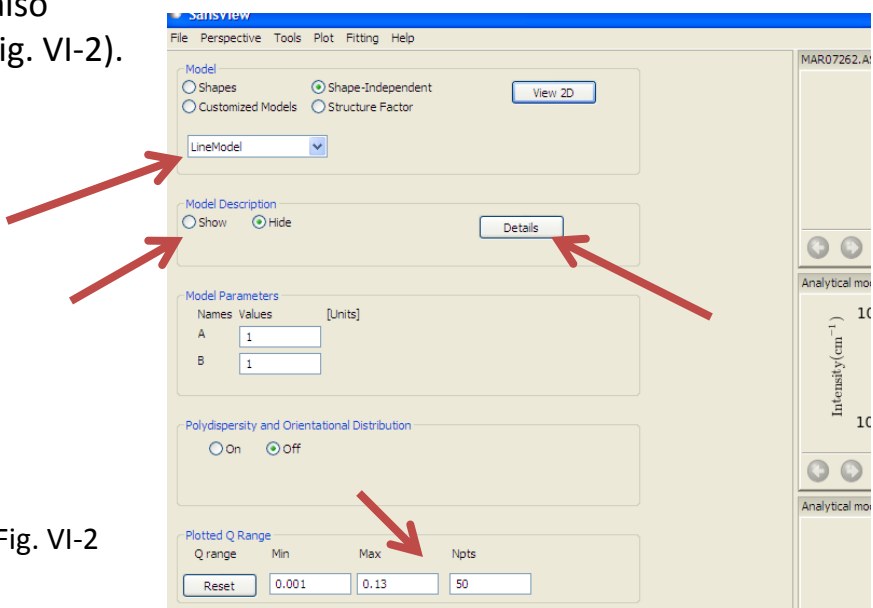 also
ig. VI-2).
SansView
File Perspective Tools Plot Fitting Help
Model
Shapes Shape-Independent
Customized Models Structure Factor
View 2D
LineModel
Model Description
Show Hide
Details
Model Parameters
Names Values [Units]
A 1
B 1
Polydispersity and Orientational Distribution
On Off
Fig. VI-2
Plotted Q Range
Q range Min Max Npts
Reset 0.001 0.13 50
MAR07262.AS
Analytical mod
Intensity(cm⁻¹)
10
10
Analytical mod